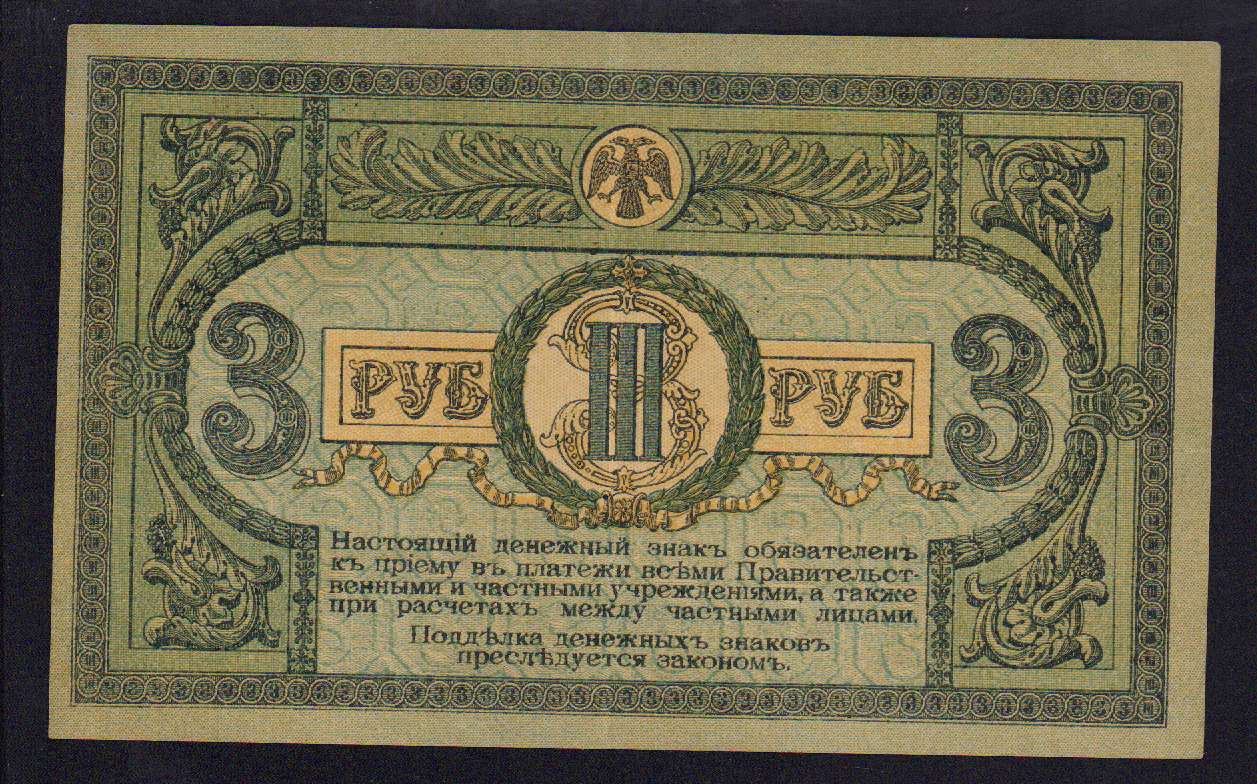 3 РУБ III РУБ 3
Настоящій денежный знакъ обязателенъ
къ пріему въ платежи всѣми Правительст-
венными и частными учрежденіями, а также
при расчетахъ между частными лицами.
Поддѣлка денежныхъ знаковъ
преслѣдуется закономъ.